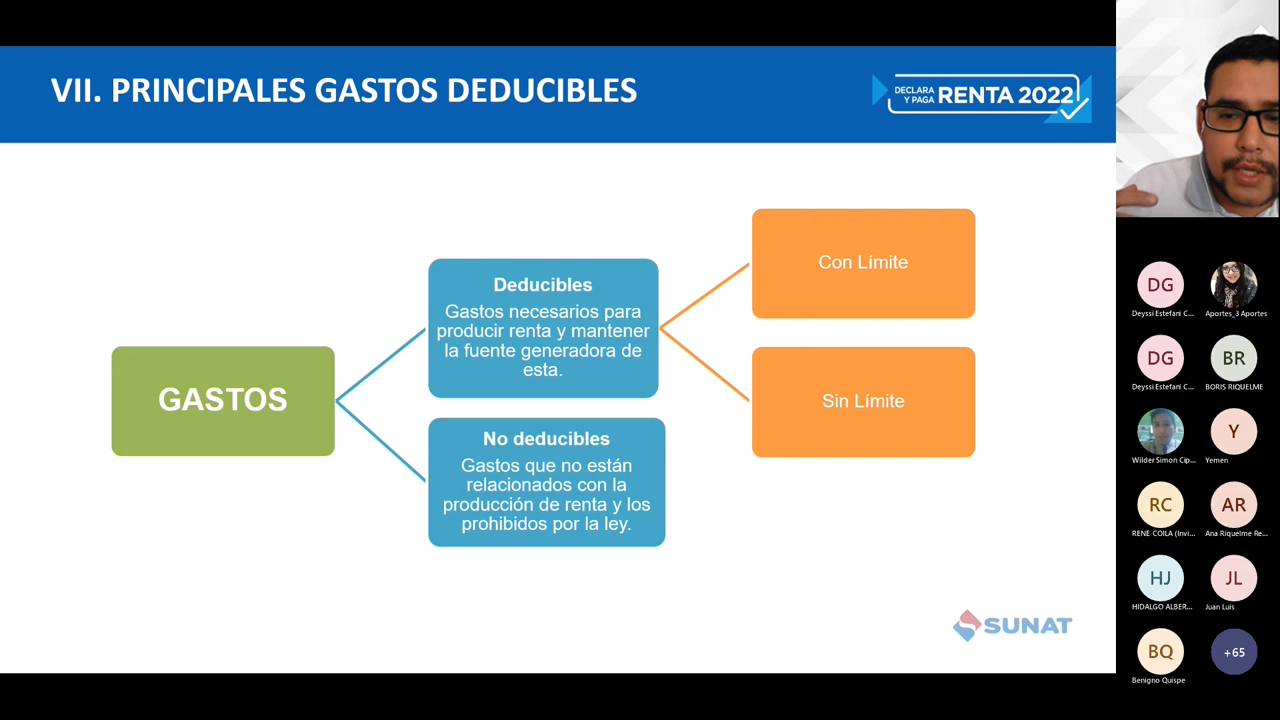 VII. PRINCIPALES GASTOS DEDUCIBLES
DECLARA
Y PAGA
RENTA 2022
GASTOS
Deducibles
Gastos necesarios para
producir renta y mantener
la fuente generadora de
esta.
No deducibles
Gastos que no están
relacionados con la
producción de renta y los
prohibidos por la ley.
Con Límite
Sin Límite
SUNAT
DG
Deyssi Estefani C...
Aportes_3 Aportes
DG
Deyssi Estefani C...
BR
BORIS RIQUELME
Wilder Simon Cip...
Y
Yemen
RC
RENE COILA (Invi...
AR
Ana Riquelme Re...
HJ
HIDALGO ALBER...
JL
Juan Luis
BQ
Benigno Quispe
+65